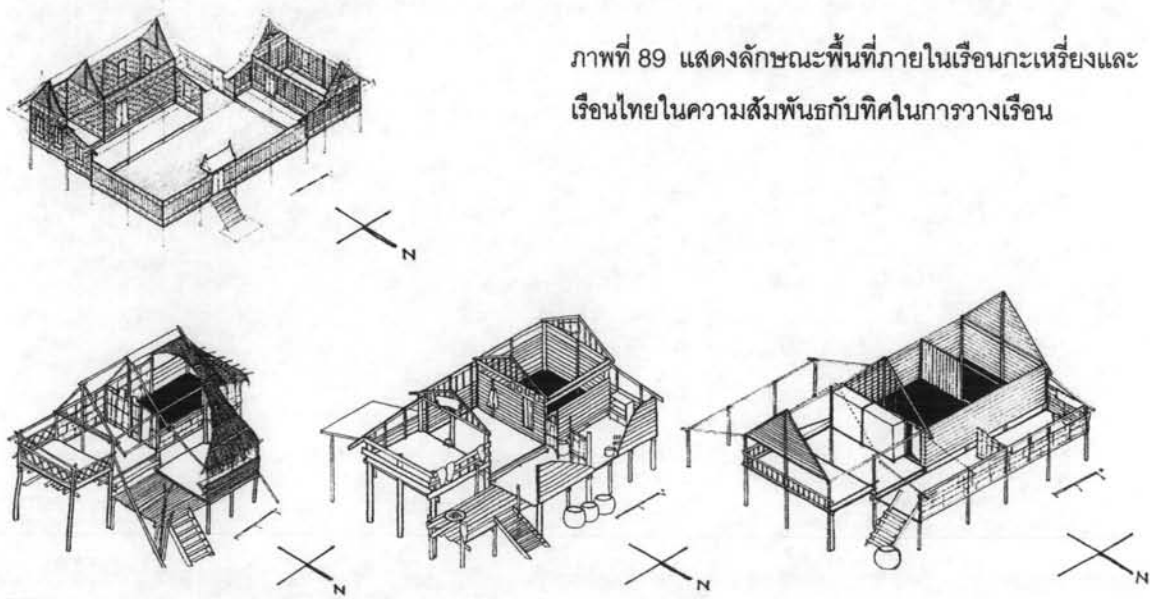 ภาพที่ 89 แสดงลักษณะพื้นที่ภายในเรือนกะเหรี่ยงและ
เรือนไทยในความสัมพันธกับทิศในการวางเรือน
N
N
N
N